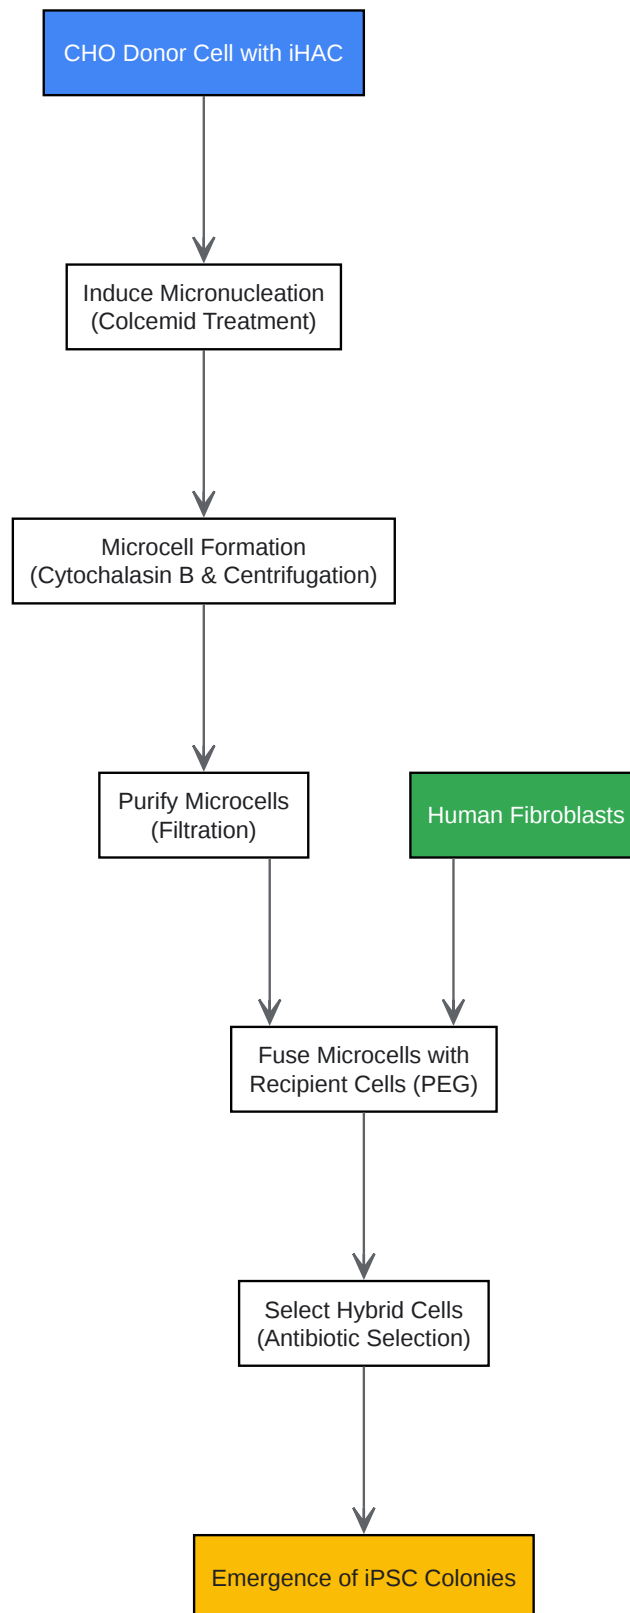 CHO Donor Cell with iHAC
Induce Micronucleation
(Colcemid Treatment)
Microcell Formation
(Cytochalasin B & Centrifugation)
Purify Microcells
(Filtration)
Human Fibroblasts
Fuse Microcells with
Recipient Cells (PEG)
Select Hybrid Cells
(Antibiotic Selection)
Emergence of iPSC Colonies